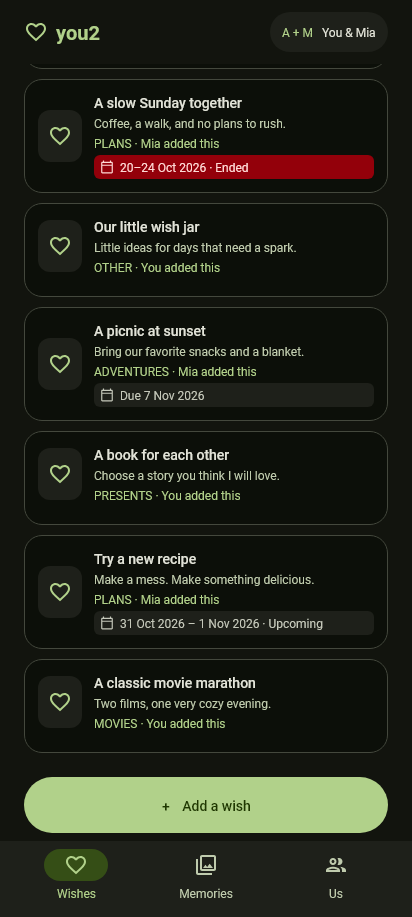 you2
A + M You & Mia
A slow Sunday together
Coffee, a walk, and no plans to rush.
PLANS · Mia added this
20–24 Oct 2026 · Ended
Our little wish jar
Little ideas for days that need a spark.
OTHER · You added this
A picnic at sunset
Bring our favorite snacks and a blanket.
ADVENTURES · Mia added this
Due 7 Nov 2026
A book for each other
Choose a story you think I will love.
PRESENTS · You added this
Try a new recipe
Make a mess. Make something delicious.
PLANS · Mia added this
31 Oct 2026 – 1 Nov 2026 · Upcoming
A classic movie marathon
Two films, one very cozy evening.
MOVIES · You added this
+ Add a wish
Wishes
Memories
Us